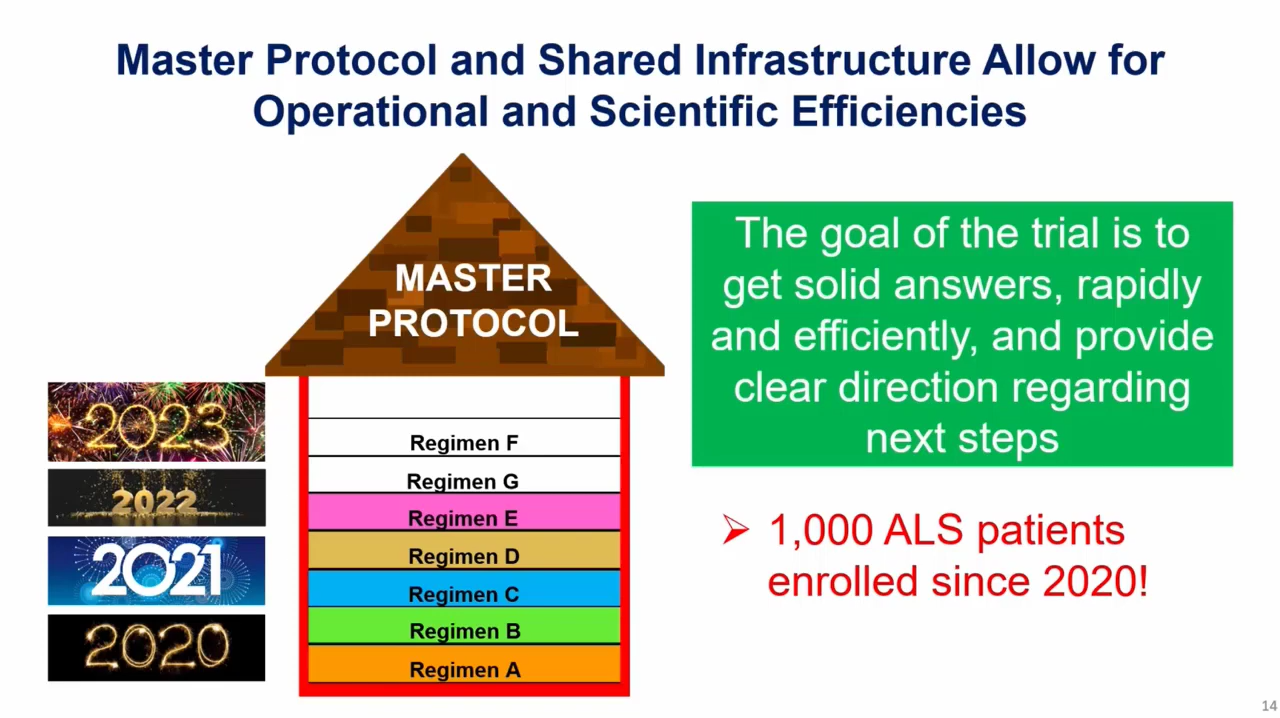 Master Protocol and Shared Infrastructure Allow for
Operational and Scientific Efficiencies
MASTER
PROTOCOL
2023
2022
2021
2020
Regimen F
Regimen G
Regimen E
Regimen D
Regimen C
Regimen B
Regimen A
The goal of the trial is to
get solid answers, rapidly
and efficiently, and provide
clear direction regarding
next steps
➢ 1,000 ALS patients
enrolled since 2020!
14